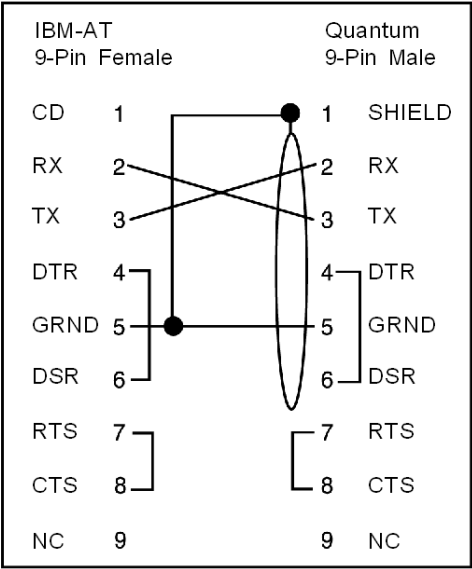 IBM-AT Quantum
9-Pin Female 9-Pin Male
CD 1 1 SHIELD
RX 2 2 RX
TX 3 3 TX
DTR 4 4 DTR
GRND 5 5 GRND
DSR 6 6 DSR
RTS 7 7 RTS
CTS 8 8 CTS
NC 9 9 NC